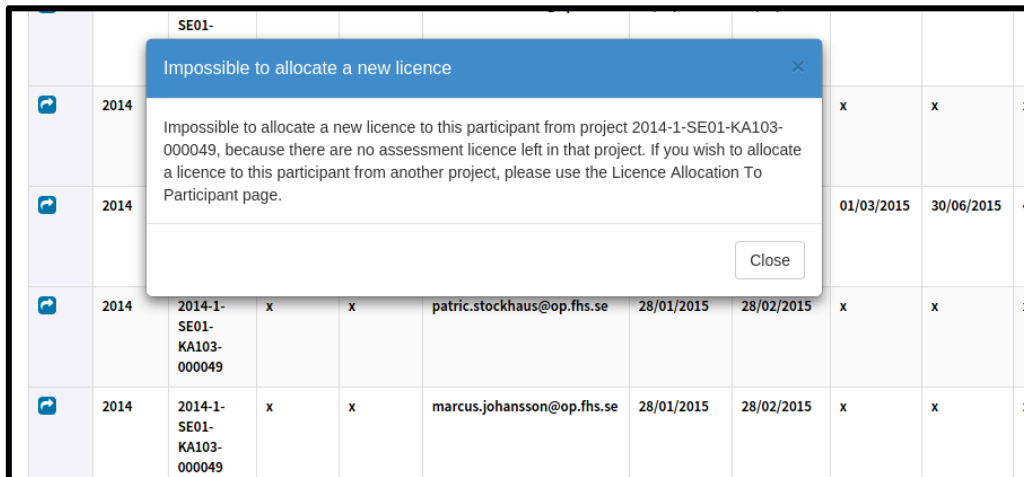 SE01-
Impossible to allocate a new licence ×
Impossible to allocate a new licence to this participant from project 2014-1-SE01-KA103-
000049, because there are no assessment licence left in that project. If you wish to allocate
a licence to this participant from another project, please use the Licence Allocation To
Participant page.
Close
2014 x x
2014 01/03/2015 30/06/2015
2014 2014-1- x x patric.stockhaus@op.fhs.se 28/01/2015 28/02/2015 x x
SE01-
KA103-
000049
2014 2014-1- x x marcus.johansson@op.fhs.se 28/01/2015 28/02/2015 x x
SE01-
KA103-
000049